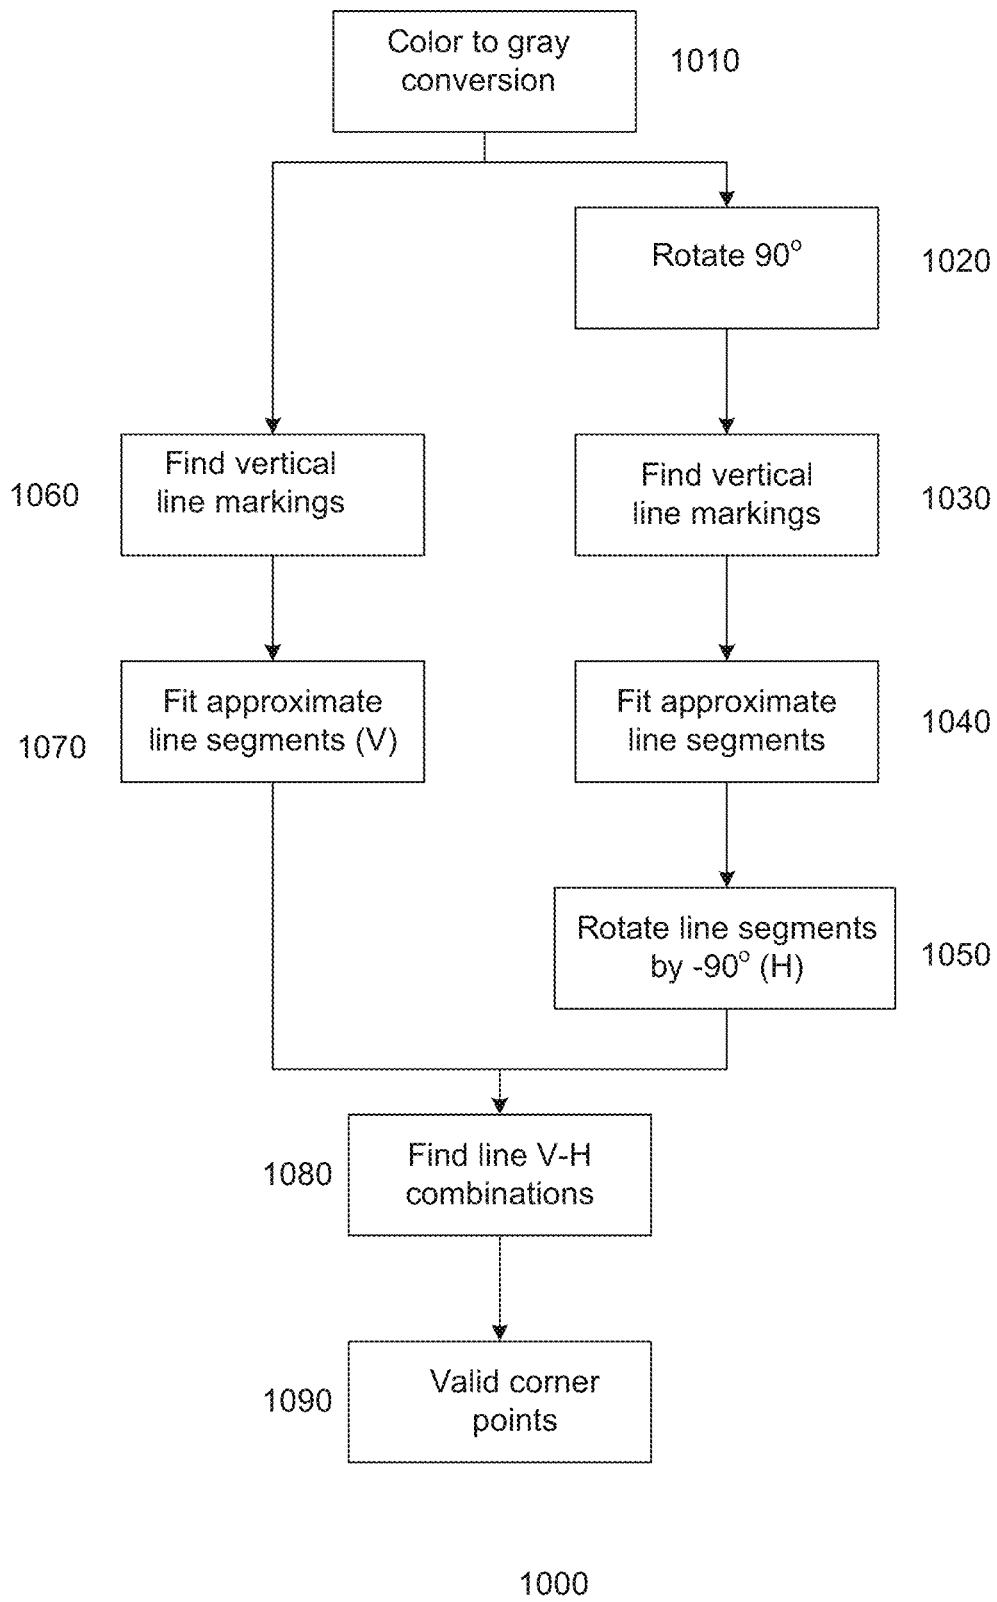 Color to gray
conversion
1010
Rotate 90°
1020
Find vertical
line markings
1060
Find vertical
line markings
1030
Fit approximate
line segments (V)
1070
Fit approximate
line segments
1040
Rotate line segments
by -90° (H)
1050
Find line V-H
combinations
1080
Valid corner
points
1090
1000